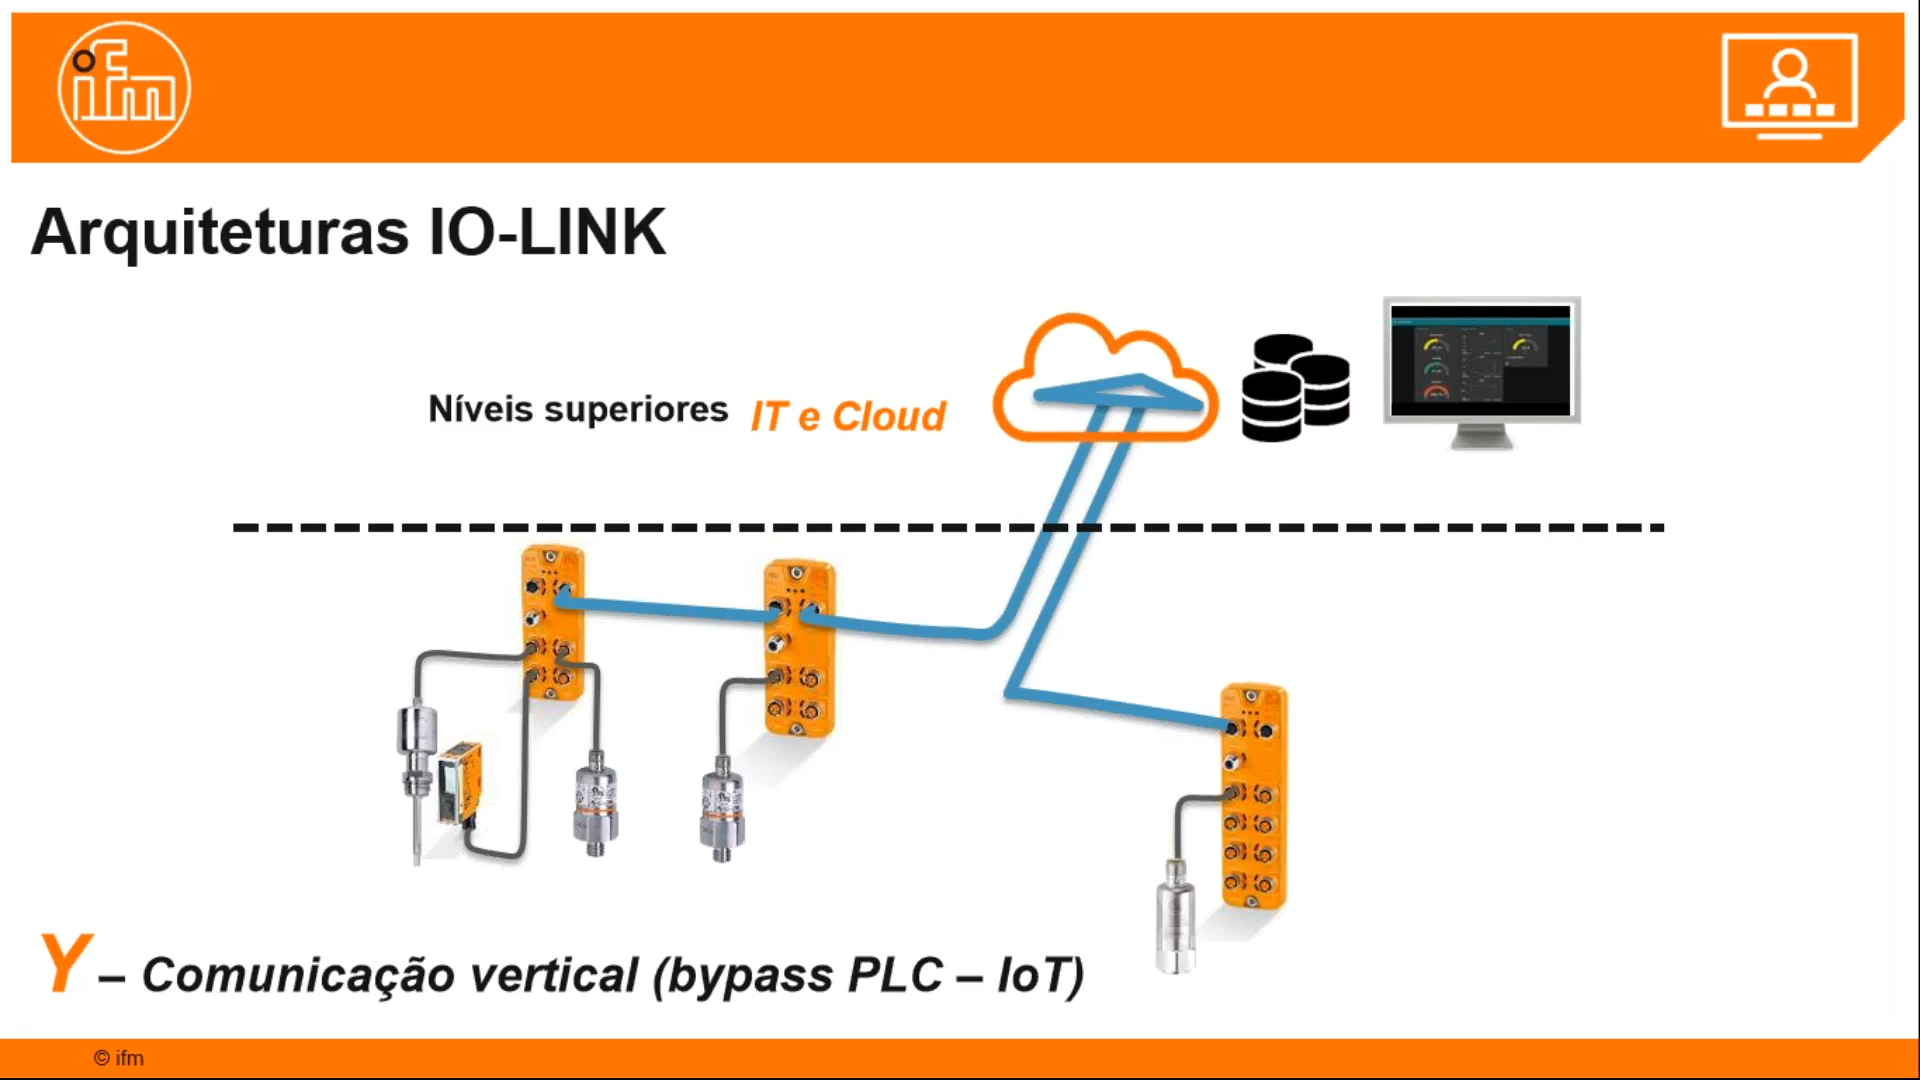 ifm
Arquiteturas IO-LINK
Níveis superiores IT e Cloud
Y – Comunicação vertical (bypass PLC – IoT)
© ifm